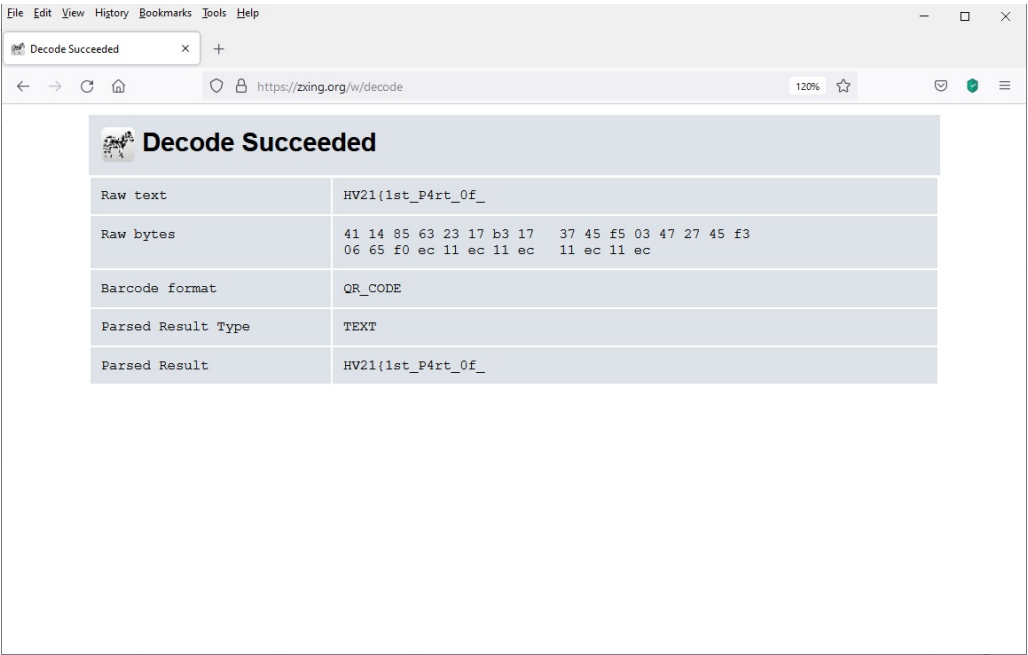 File Edit View History Bookmarks Tools Help
Decode Succeeded
https://zxing.org/w/decode 120%
Decode Succeeded
Raw text HV21{1st_P4rt_0f_
Raw bytes 41 14 85 63 23 17 b3 17 37 45 f5 03 47 27 45 f3
06 65 f0 ec 11 ec 11 ec 11 ec 11 ec
Barcode format QR_CODE
Parsed Result Type TEXT
Parsed Result HV21{1st_P4rt_0f_